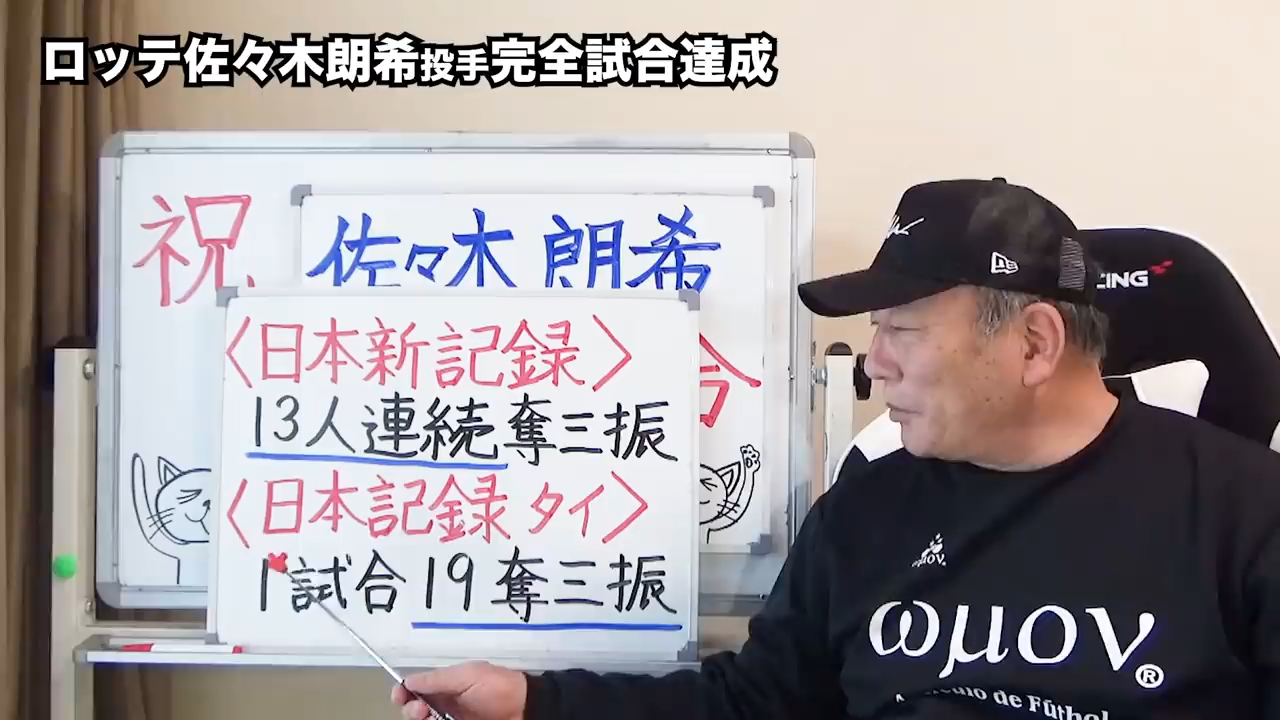 ロッテ佐々木朗希投手完全試合達成
祝、
佐々木 朗希
〈日本新記録〉
13人連続奪三振
〈日本記録タイ〉
1試合19奪三振
ωμον®
de Fútbol